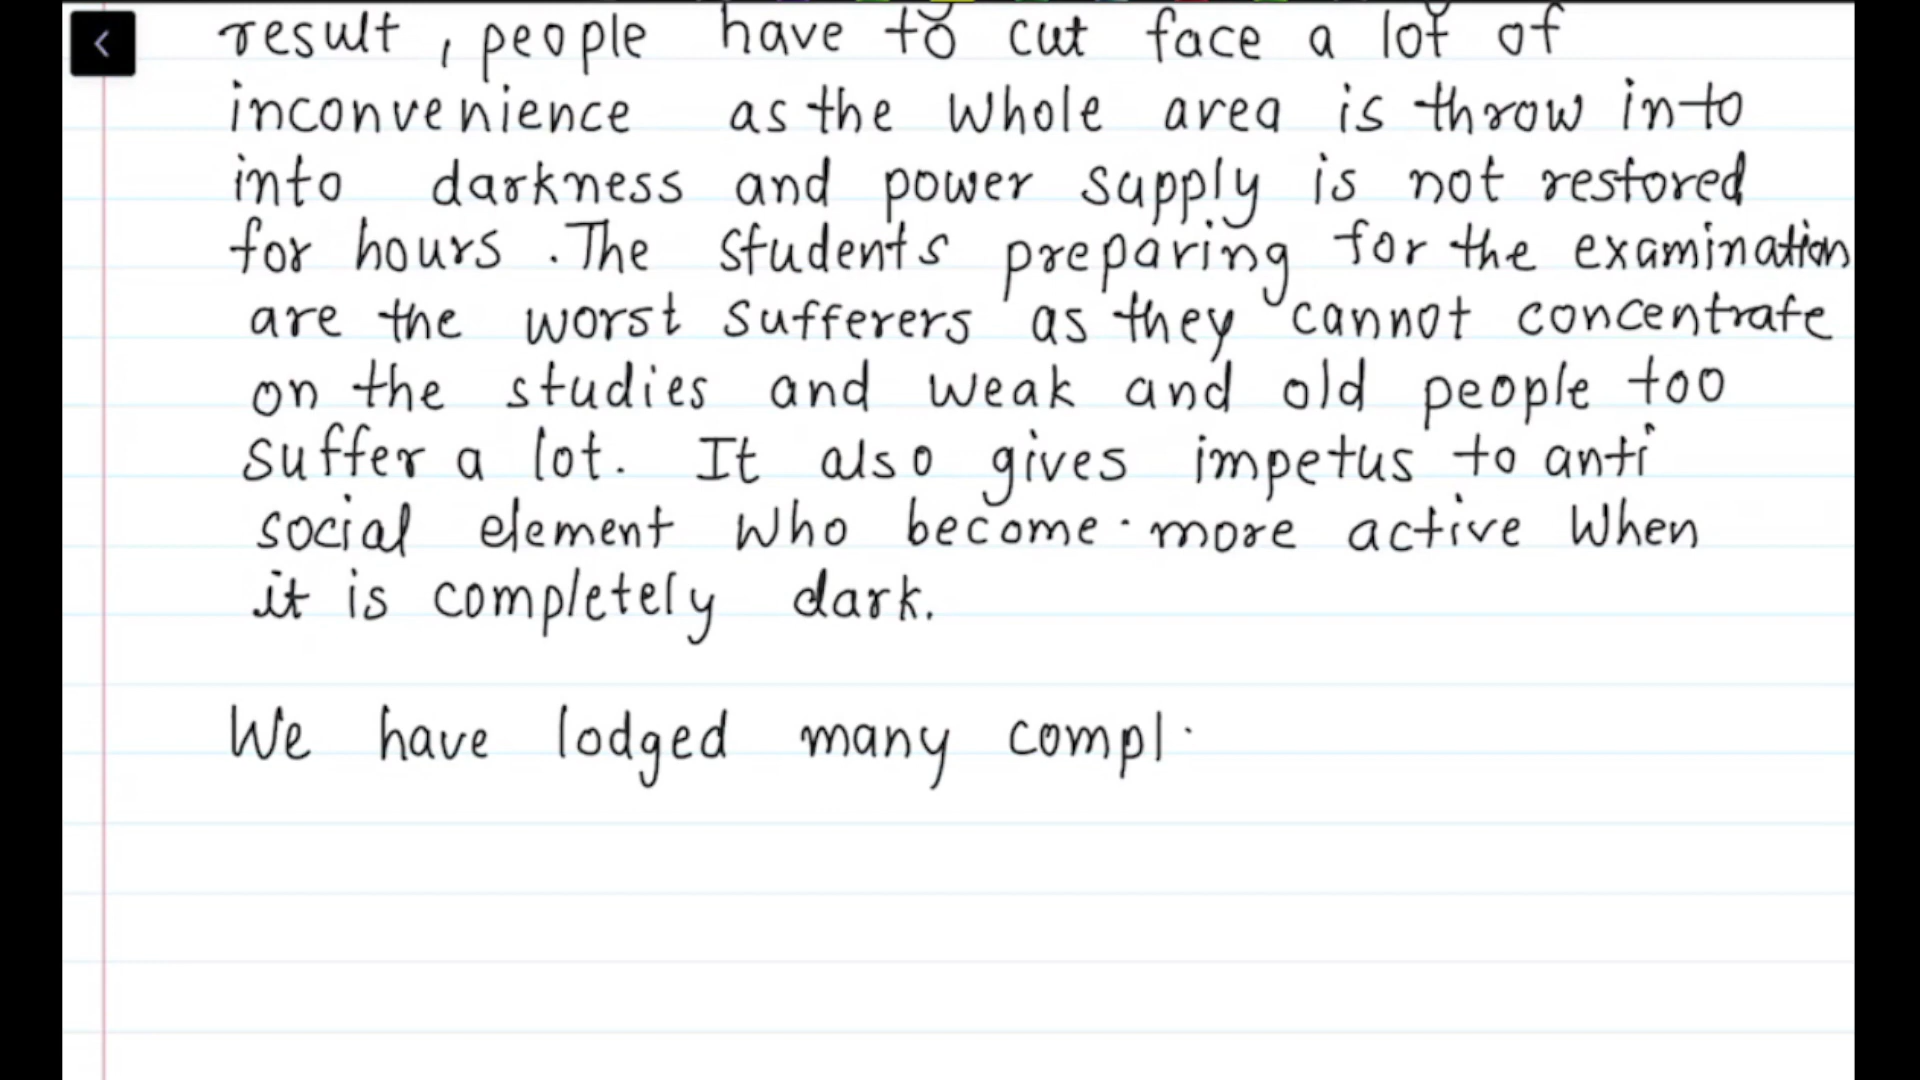 result, people have to cut face a lot of
inconvenience as the whole area is throw into
into darkness and power supply is not restored
for hours. The students preparing for the examination
are the worst sufferers as they cannot concentrate
on the studies and weak and old people too
suffer a lot. It also gives impetus to anti
social element who become more active when
it is completely dark.
We have lodged many compl